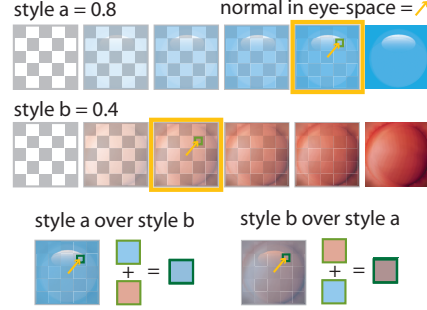 style a = 0.8
normal in eye-space =
style b = 0.4
style a over style b
style b over style a
+ =
+ =